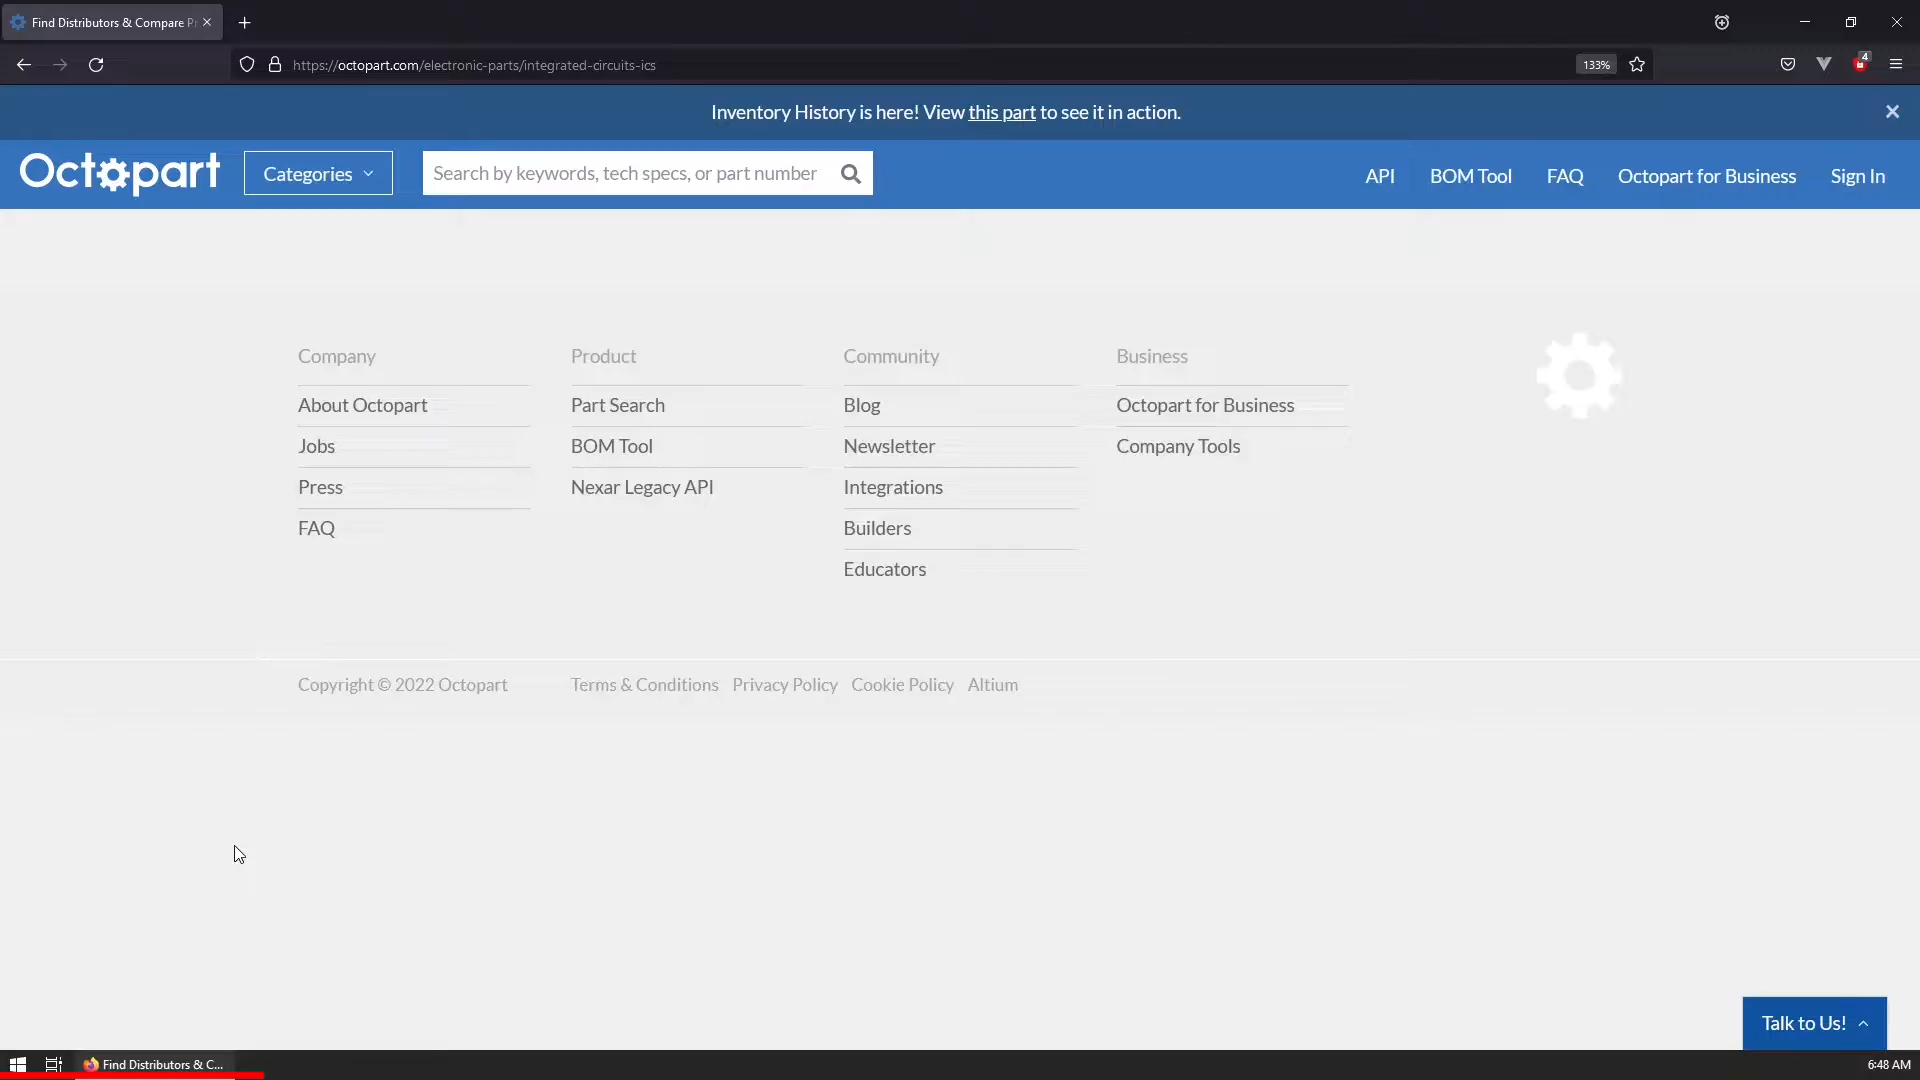 Find Distributors & Compare Pr
https://octopart.com/electronic-parts/integrated-circuits-ics
133%
4
Inventory History is here! View this part to see it in action.
Octopart
Categories
Search by keywords, tech specs, or part number
API
BOM Tool
FAQ
Octopart for Business
Sign In
Company
About Octopart
Jobs
Press
FAQ
Product
Part Search
BOM Tool
Nexar Legacy API
Community
Blog
Newsletter
Integrations
Builders
Educators
Business
Octopart for Business
Company Tools
Copyright © 2022 Octopart
Terms & Conditions
Privacy Policy
Cookie Policy
Altium
Talk to Us!
Find Distributors & C...
6:48 AM